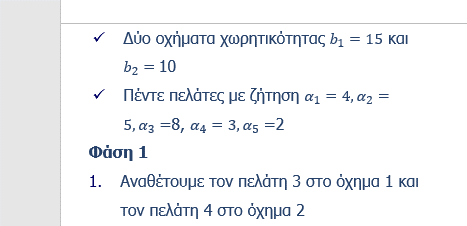 ✓ Δύο οχήματα χωρητικότητας b₁ = 15 και
b₂ = 10
✓ Πέντε πελάτες με ζήτηση α₁ = 4, α₂ =
5, α₃ =8, α₄ = 3, α₅ =2
Φάση 1
1. Αναθέτουμε τον πελάτη 3 στο όχημα 1 και
τον πελάτη 4 στο όχημα 2